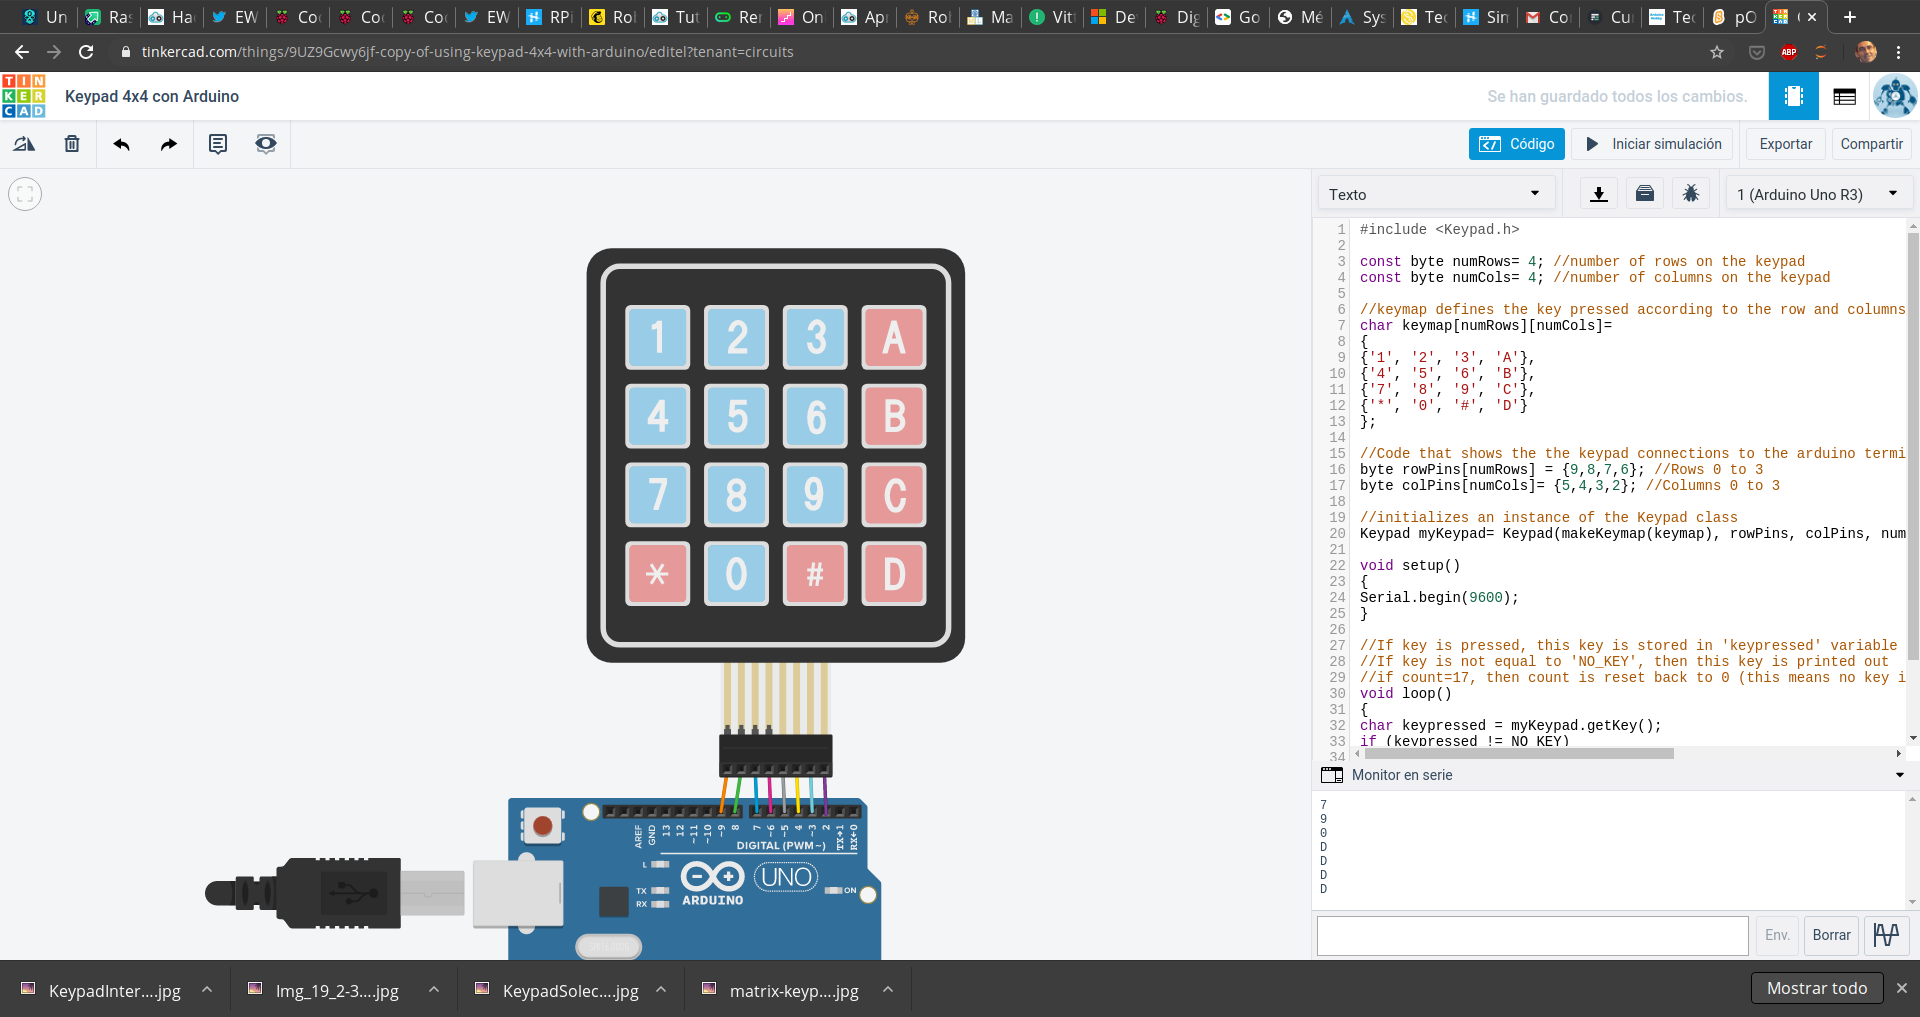 Un
Ras
Ha
EW
Coc
Coc
Coc
EW
RPi
Rol
Tut
Rer
On
Ap
Rol
Ma
Vit
De
Dig
Go
Mé
Sys
Tec
Sin
Co
Cu
Tec
pO
tinkercad.com/things/9UZ9Gcwy6jf-copy-of-using-keypad-4x4-with-arduino/editel?tenant=circuits
ABP
TIN
KER
CAD
Keypad 4x4 con Arduino
Se han guardado todos los cambios.
Código
Iniciar simulación
Exportar
Compartir
Texto
1 (Arduino Uno R3)
1 2 3 A
4 5 6 B
7 8 9 C
* 0 # D
1 #include <Keypad.h>
2
3 const byte numRows= 4; //number of rows on the keypad
4 const byte numCols= 4; //number of columns on the keypad
5
6 //keymap defines the key pressed according to the row and columns
7 char keymap[numRows][numCols]=
8 {
9 {'1', '2', '3', 'A'},
10 {'4', '5', '6', 'B'},
11 {'7', '8', '9', 'C'},
12 {'*', '0', '#', 'D'}
13 };
14
15 //Code that shows the the keypad connections to the arduino termi
16 byte rowPins[numRows] = {9,8,7,6}; //Rows 0 to 3
17 byte colPins[numCols]= {5,4,3,2}; //Columns 0 to 3
18
19 //initializes an instance of the Keypad class
20 Keypad myKeypad= Keypad(makeKeymap(keymap), rowPins, colPins, num
21
22 void setup()
23 {
24 Serial.begin(9600);
25 }
26
27 //If key is pressed, this key is stored in 'keypressed' variable
28 //If key is not equal to 'NO_KEY', then this key is printed out
29 //if count=17, then count is reset back to 0 (this means no key i
30 void loop()
31 {
32 char keypressed = myKeypad.getKey();
33 if (keypressed != NO_KEY)
34
Monitor en serie
7
9
0
D
D
D
D
Env.
Borrar
AREF GND 13 12 ~11 ~10 ~9 8 7 ~6 ~5 4 ~3 2 TX→1 RX←0
DIGITAL (PWM~)
L
TX
RX
UNO
ARDUINO
ON
KeypadInter....jpg
Img_19_2-3....jpg
KeypadSolec....jpg
matrix-keyp....jpg
Mostrar todo